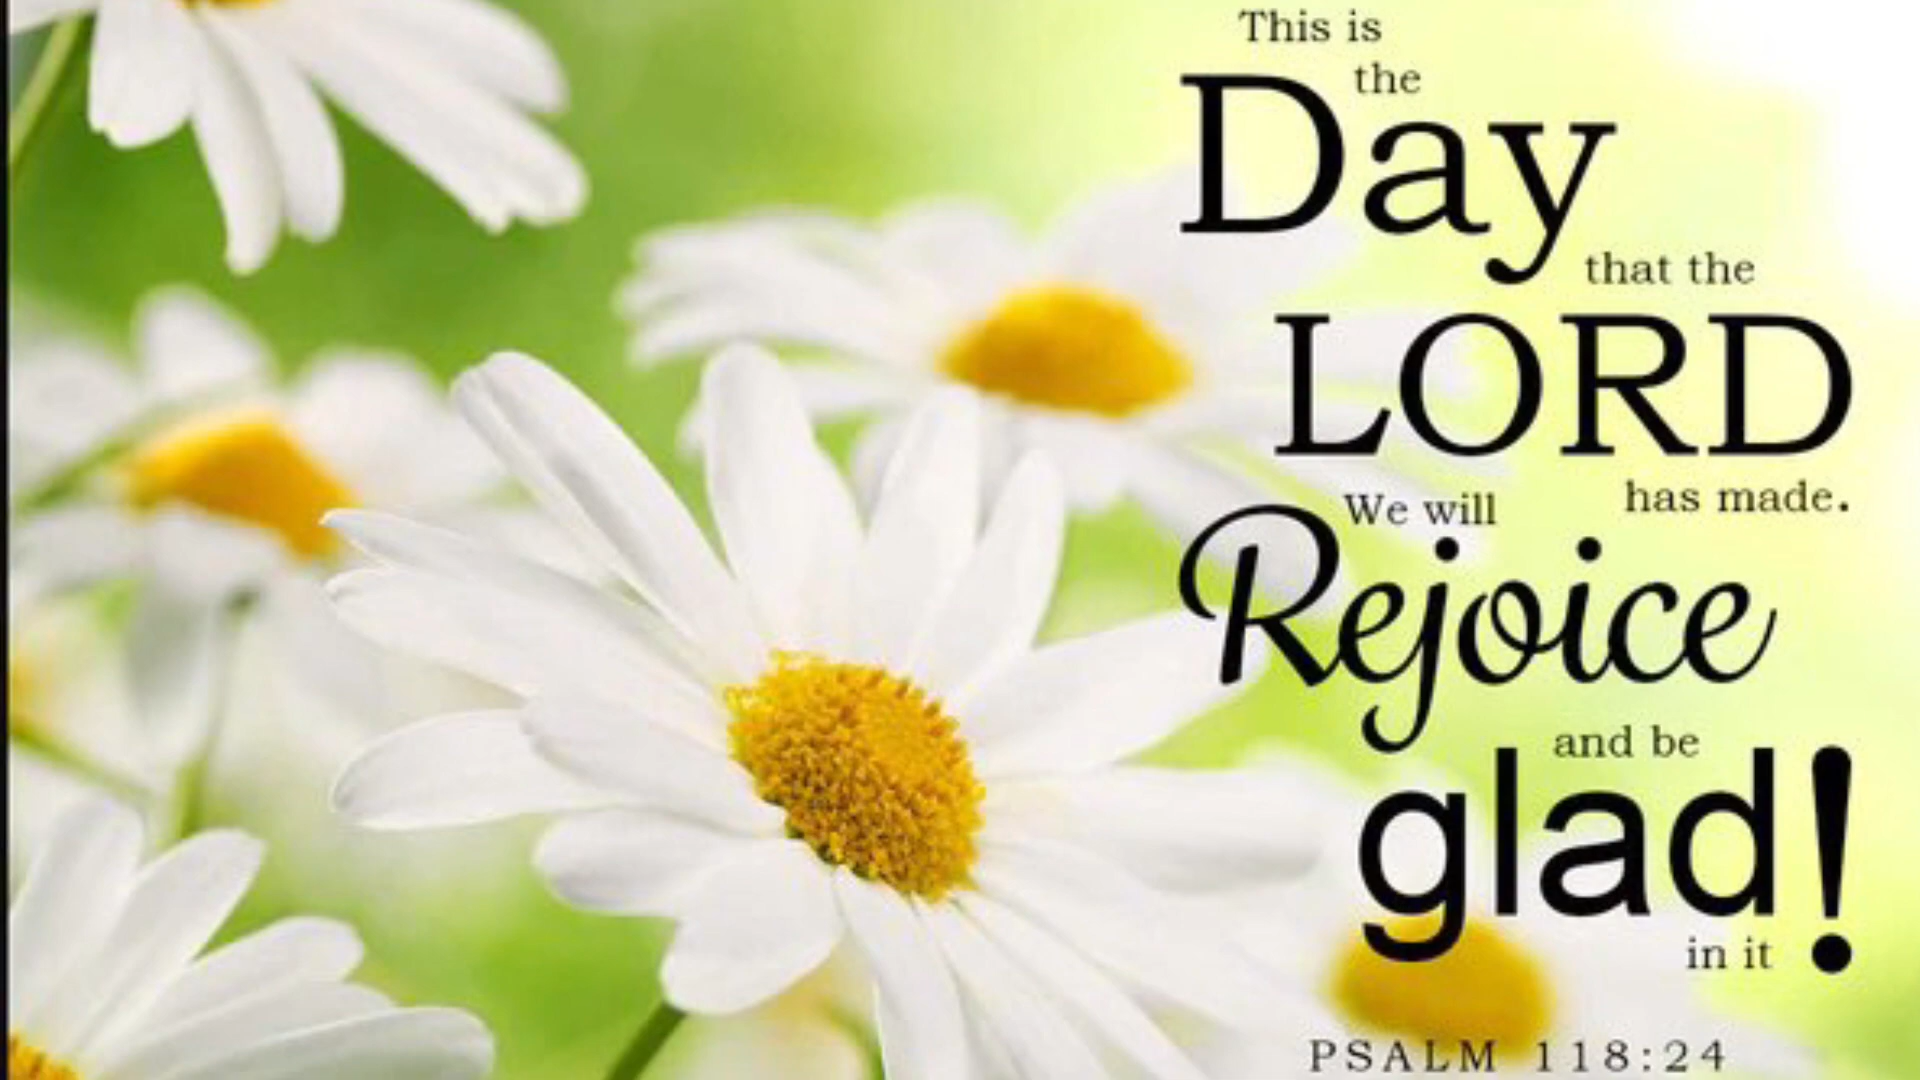 This is
the
Day
that the
LORD
has made.
We will
Rejoice
and be
glad!
in it
PSALM 118:24